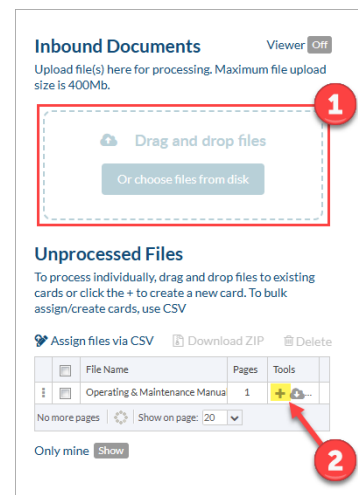 Inbound Documents Viewer Off
Upload file(s) here for processing. Maximum file upload
size is 400Mb.
1
Drag and drop files
Or choose files from disk
Unprocessed Files
To process individually, drag and drop files to existing
cards or click the + to create a new card. To bulk
assign/create cards, use CSV
Assign files via CSV Download ZIP Delete
File Name Pages Tools
Operating & Maintenance Manual 1 ...
No more pages Show on page: 20
Only mine Show
2